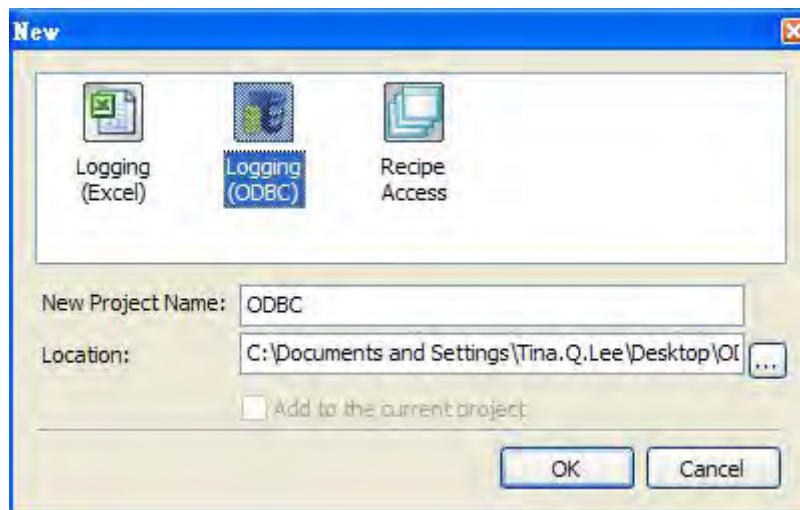 New
Logging
(Excel)
Logging
(ODBC)
Recipe
Access
New Project Name: ODBC
Location: C:\Documents and Settings\Tina.Q.Lee\Desktop\O
...
Add to the current project
OK Cancel